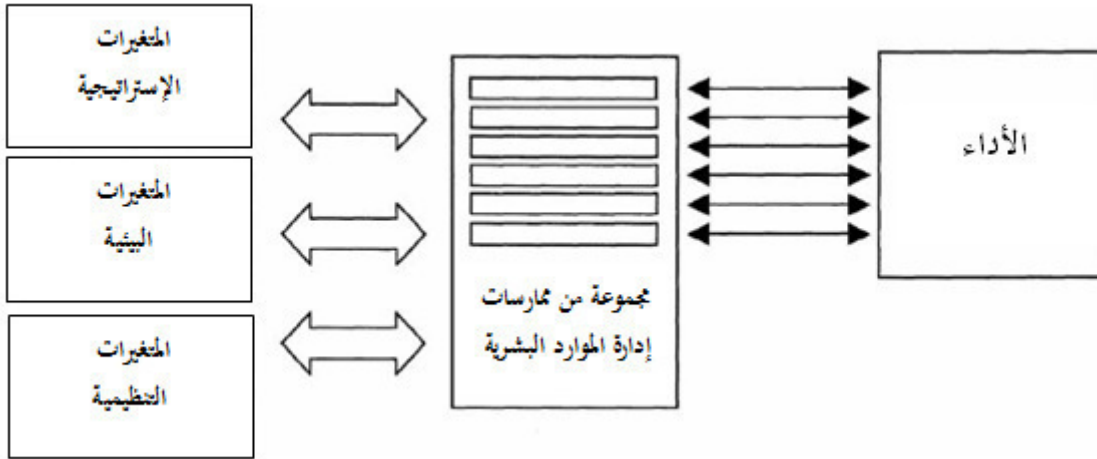 المتغيرات
الإستراتيجية
المتغيرات
البيئية
المتغيرات
التنظيمية
مجموعة من ممارسات
إدارة الموارد البشرية
الأداء